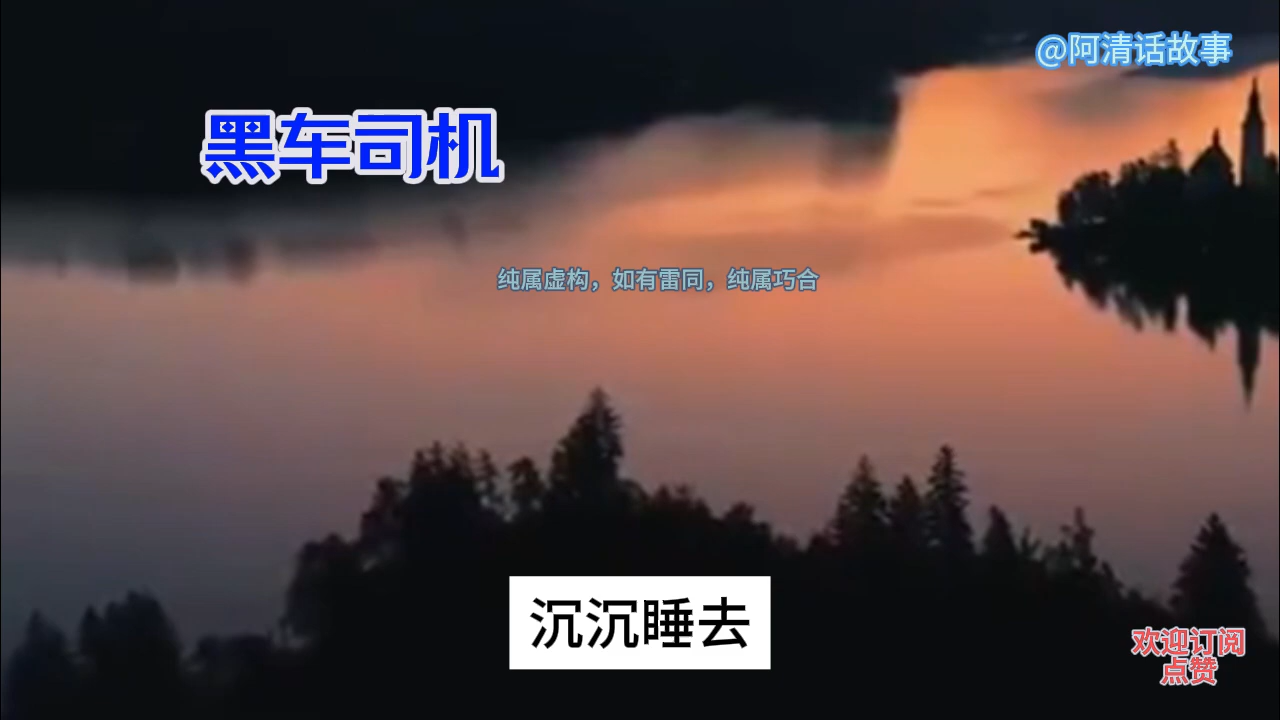 @阿清话故事
黑车司机
纯属虚构，如有雷同，纯属巧合
沉沉睡去
欢迎订阅
点赞